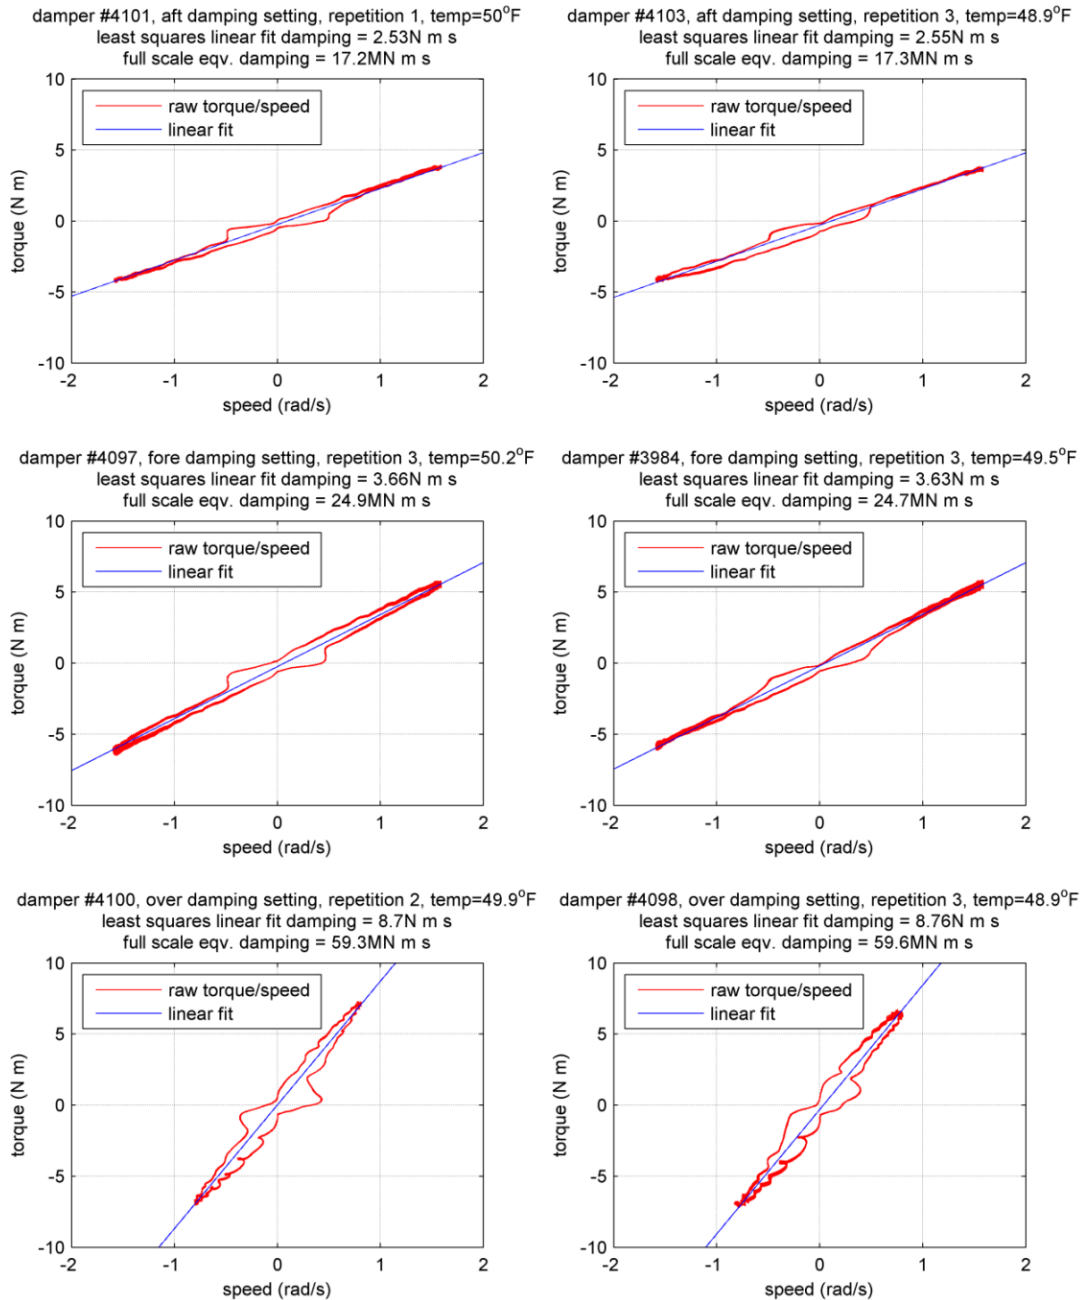 damper #4101, aft damping setting, repetition 1, temp=50°F
least squares linear fit damping = 2.53N m s
full scale eqv. damping = 17.2MN m s
10
5
0
-5
-10
torque (N m)
raw torque/speed
linear fit
-2 -1 0 1 2
speed (rad/s)
damper #4103, aft damping setting, repetition 3, temp=48.9°F
least squares linear fit damping = 2.55N m s
full scale eqv. damping = 17.3MN m s
10
5
0
-5
-10
torque (N m)
raw torque/speed
linear fit
-2 -1 0 1 2
speed (rad/s)
damper #4097, fore damping setting, repetition 3, temp=50.2°F
least squares linear fit damping = 3.66N m s
full scale eqv. damping = 24.9MN m s
10
5
0
-5
-10
torque (N m)
raw torque/speed
linear fit
-2 -1 0 1 2
speed (rad/s)
damper #3984, fore damping setting, repetition 3, temp=49.5°F
least squares linear fit damping = 3.63N m s
full scale eqv. damping = 24.7MN m s
10
5
0
-5
-10
torque (N m)
raw torque/speed
linear fit
-2 -1 0 1 2
speed (rad/s)
damper #4100, over damping setting, repetition 2, temp=49.9°F
least squares linear fit damping = 8.7N m s
full scale eqv. damping = 59.3MN m s
10
5
0
-5
-10
torque (N m)
raw torque/speed
linear fit
-2 -1 0 1 2
speed (rad/s)
damper #4098, over damping setting, repetition 3, temp=48.9°F
least squares linear fit damping = 8.76N m s
full scale eqv. damping = 59.6MN m s
10
5
0
-5
-10
torque (N m)
raw torque/speed
linear fit
-2 -1 0 1 2
speed (rad/s)